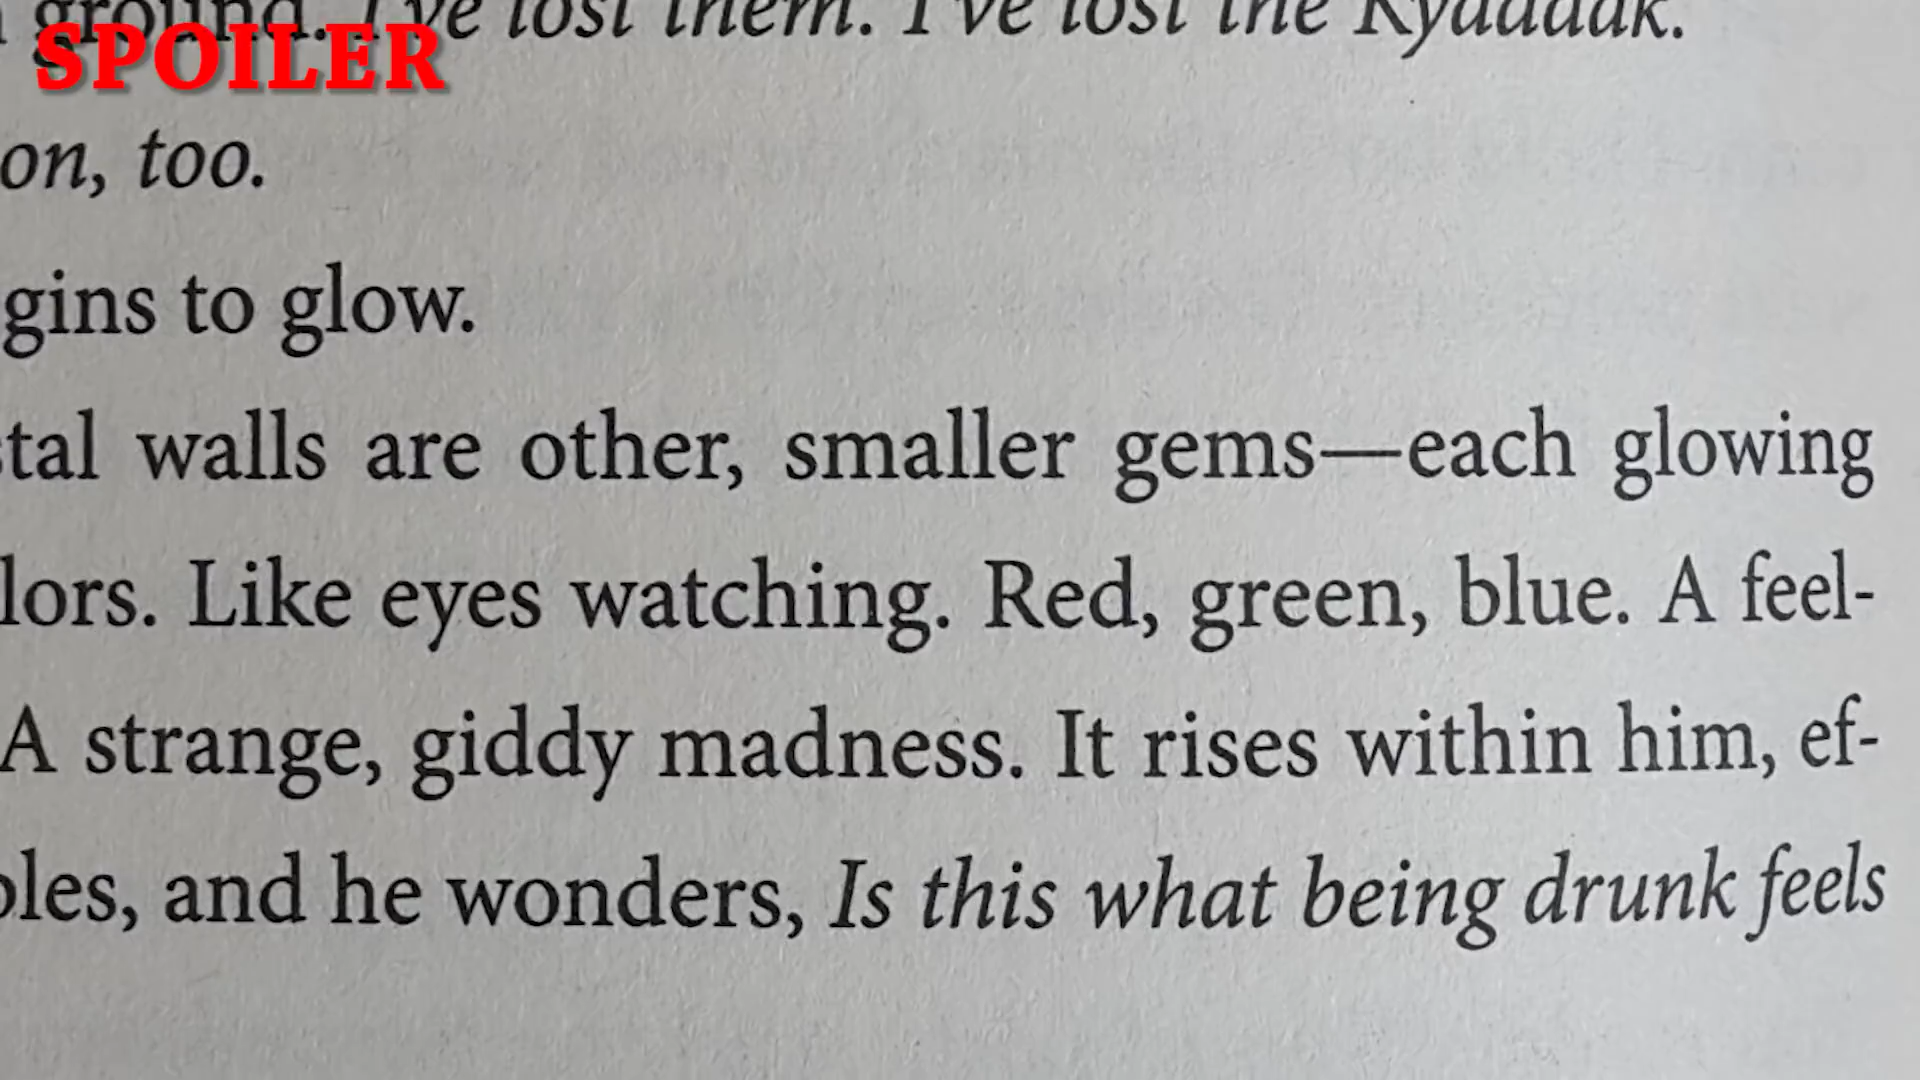 ground. I've lost them. I've lost the Kyaddak.
SPOILER
on, too.
gins to glow.
tal walls are other, smaller gems—each glowing
lors. Like eyes watching. Red, green, blue. A feel-
A strange, giddy madness. It rises within him, ef-
les, and he wonders, Is this what being drunk feels